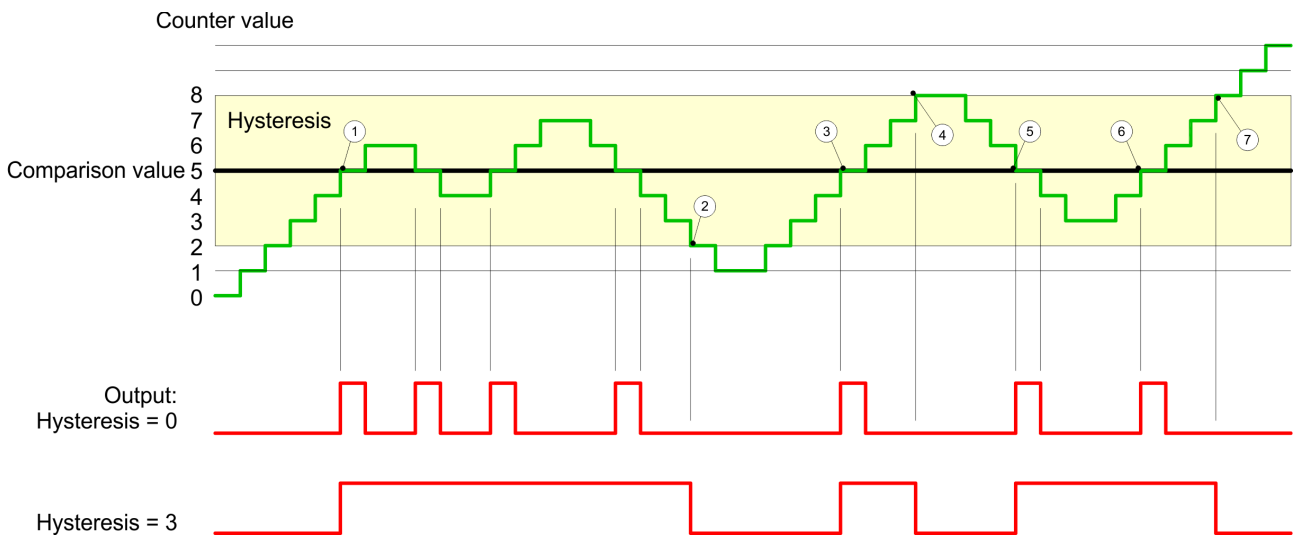 Counter value
8
7
6
Comparison value 5
4
3
2
1
0
Hysteresis
1
2
3
4
5
6
7
Output:
Hysteresis = 0
Hysteresis = 3